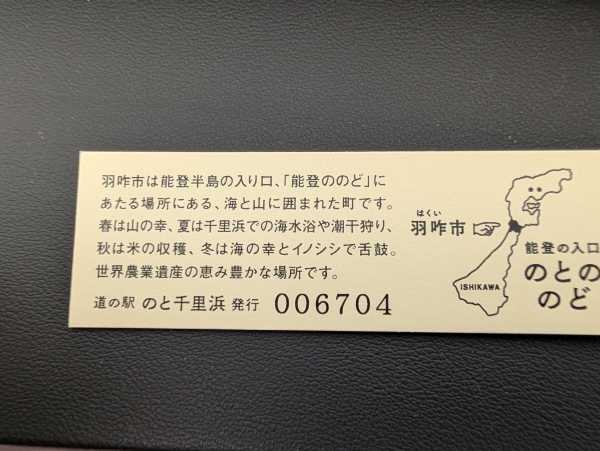 羽咋市は能登半島の入り口、「能登ののど」に
あたる場所にある、海と山に囲まれた町です。
春は山の幸、夏は千里浜での海水浴や潮干狩り、
秋は米の収穫、冬は海の幸とイノシシで舌鼓。
世界農業遺産の恵み豊かな場所です。
道の駅 のと千里浜 発行 006704
はくい
羽咋市
ISHIKAWA
能登の入口
のとの
のど